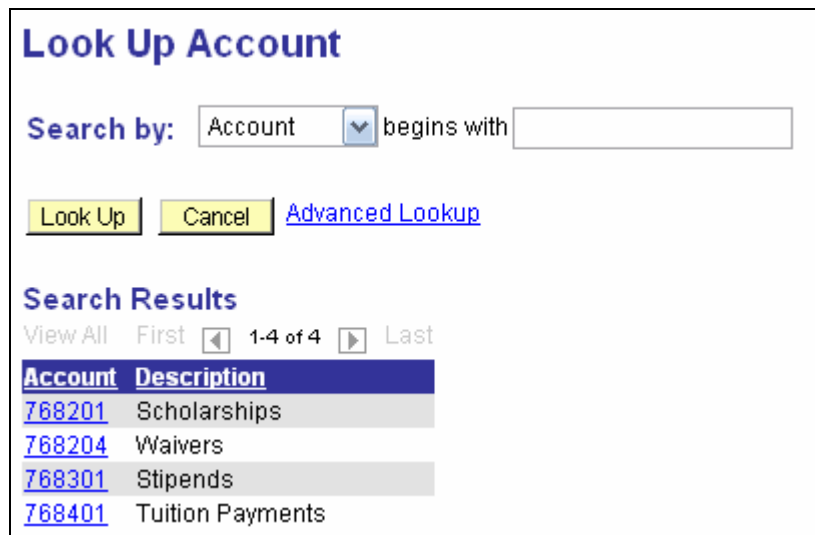 Look Up Account
Search by: Account begins with
Look Up Cancel Advanced Lookup
Search Results
View All First 1-4 of 4 Last
Account Description
768201 Scholarships
768204 Waivers
768301 Stipends
768401 Tuition Payments